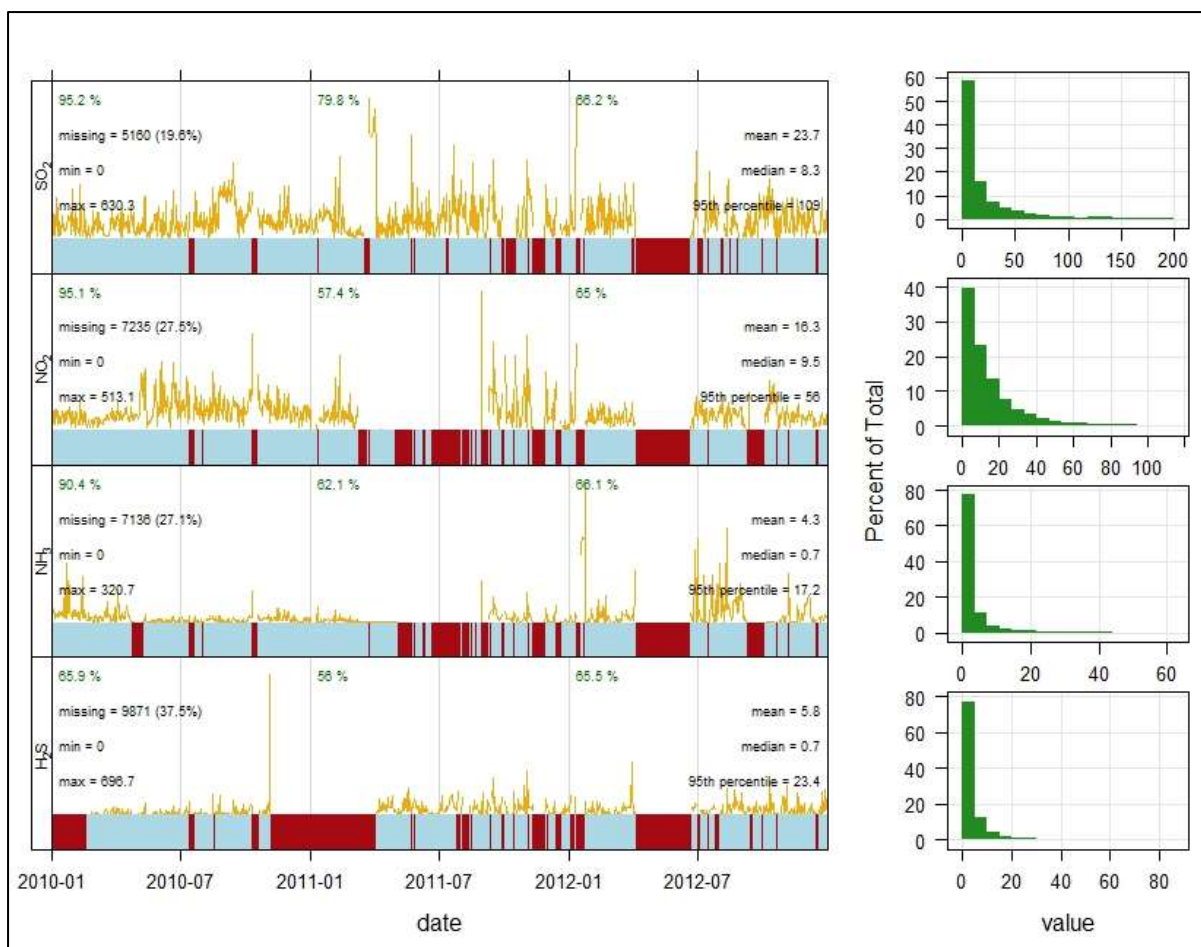 SO2
95.2 %
79.8 %
66.2 %
missing = 5160 (19.6%)
min = 0
max = 630.3
mean = 23.7
median = 8.3
95th percentile = 109
NO2
95.1 %
57.4 %
65 %
missing = 7235 (27.5%)
min = 0
max = 513.1
mean = 16.3
median = 9.5
95th percentile = 56
NH3
90.4 %
62.1 %
66.1 %
missing = 7136 (27.1%)
min = 0
max = 320.7
mean = 4.3
median = 0.7
95th percentile = 17.2
H2S
65.9 %
56 %
65.5 %
missing = 9871 (37.5%)
min = 0
max = 696.7
mean = 5.8
median = 0.7
95th percentile = 23.4
2010-01 2010-07 2011-01 2011-07 2012-01 2012-07
date
Percent of Total
60
50
40
30
20
10
0
0 50 100 150 200
40
30
20
10
0
0 20 40 60 80 100
80
60
40
20
0
0 20 40 60
80
60
40
20
0
0 20 40 60 80
value